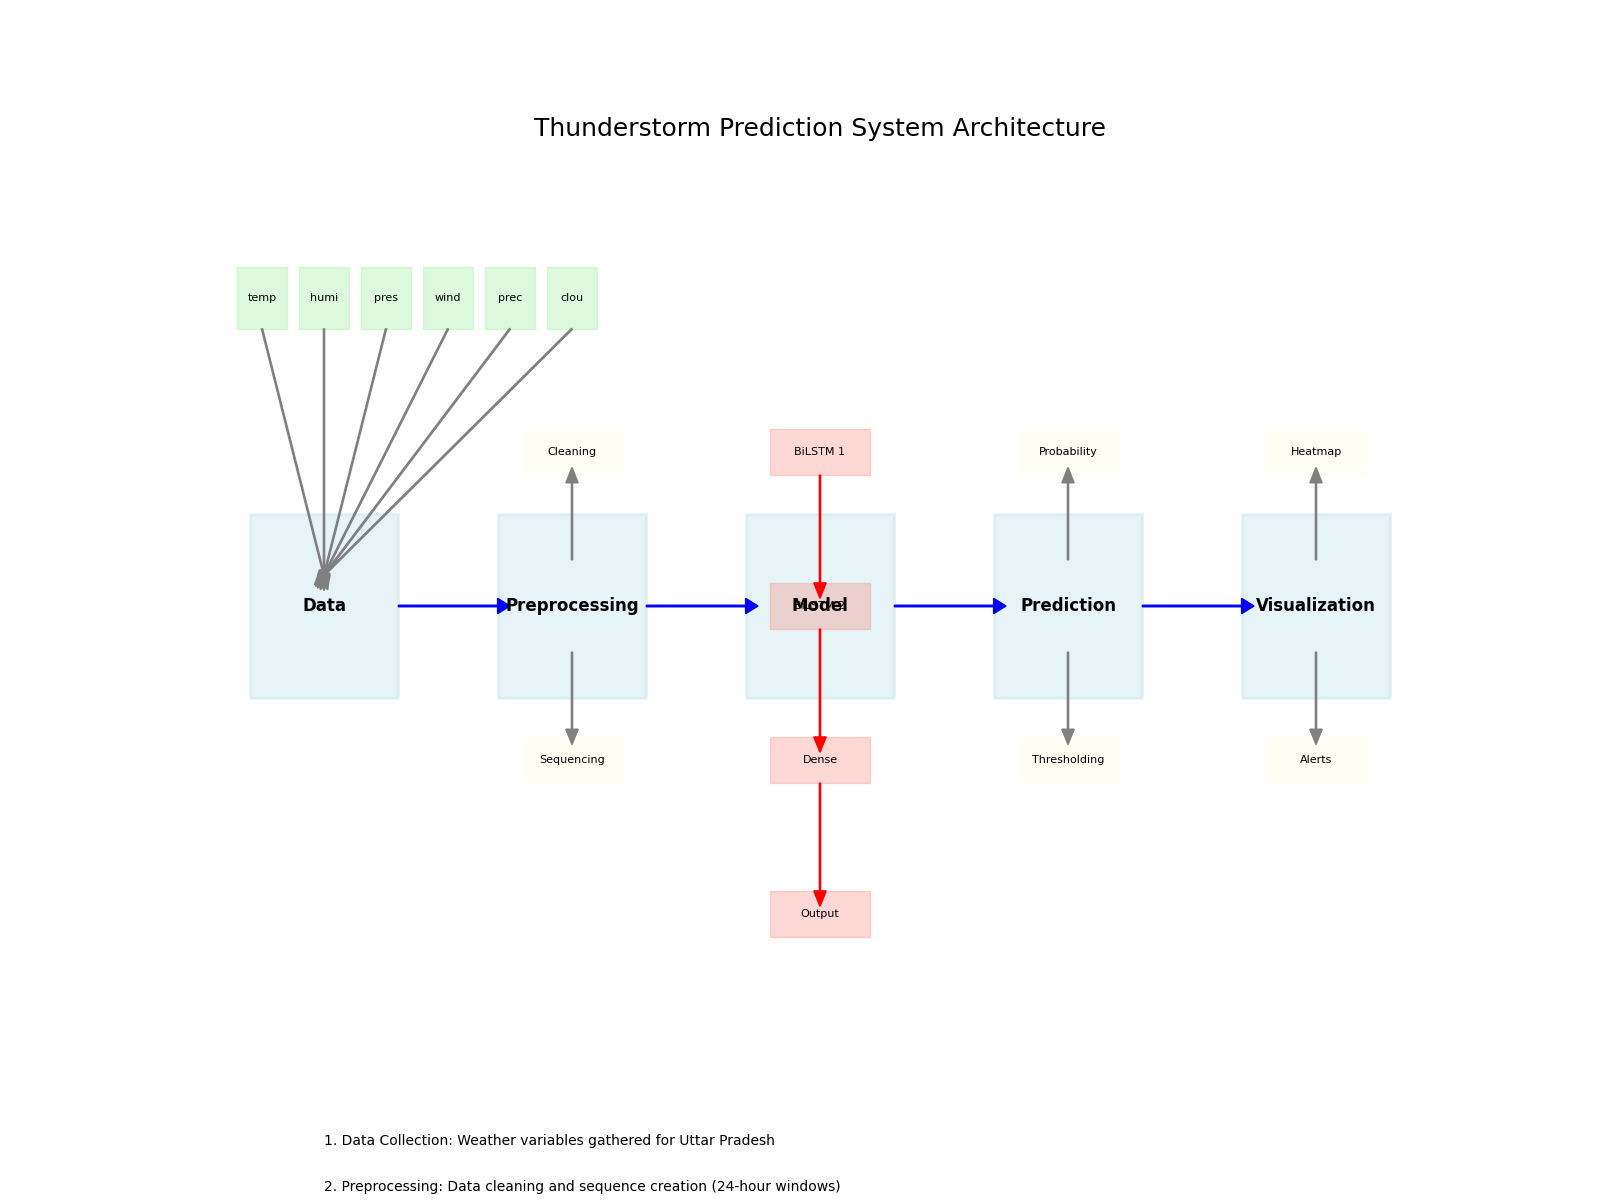 Thunderstorm Prediction System Architecture
temp humi pres wind prec clou
Cleaning BiLSTM 1 Probability Heatmap
Data Preprocessing Model Prediction Visualization
Sequencing Dense Thresholding Alerts
Output
1. Data Collection: Weather variables gathered for Uttar Pradesh
2. Preprocessing: Data cleaning and sequence creation (24-hour windows)